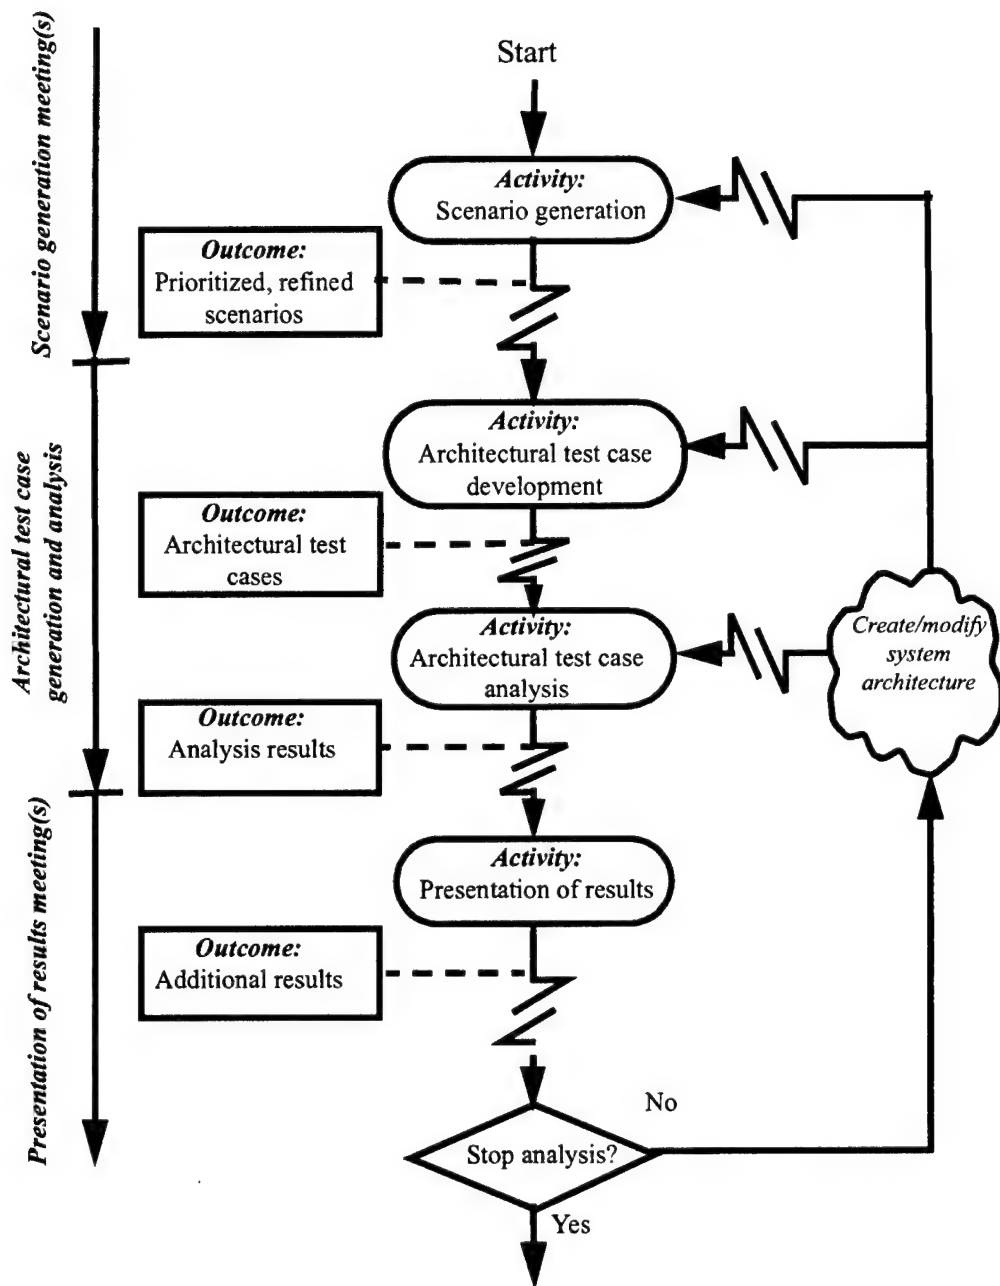 Start
Scenario generation meeting(s)
Activity:
Scenario generation
Outcome:
Prioritized, refined
scenarios
Activity:
Architectural test case
development
Architectural test case
generation and analysis
Outcome:
Architectural test
cases
Activity:
Architectural test case
analysis
Create/modify
system
architecture
Outcome:
Analysis results
Presentation of results meeting(s)
Activity:
Presentation of results
Outcome:
Additional results
No
Stop analysis?
Yes